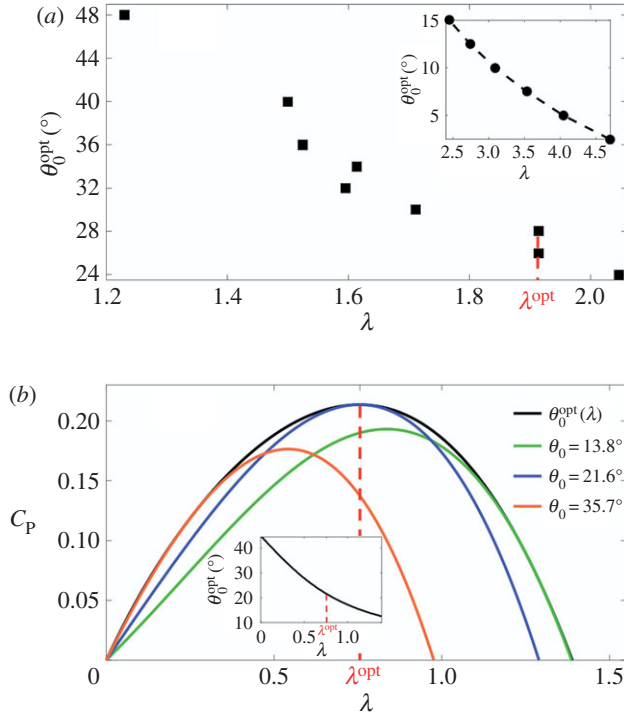 (a)
48
44
40
36
32
28
24
θ₀ᵒᵖᵗ(°)
1.2
1.4
1.6
1.8
λᵒᵖᵗ
2.0
λ
15
10
5
θ₀ᵒᵖᵗ(°)
2.5 3.0 3.5 4.0 4.5
λ
(b)
0.20
0.15
0.10
0.05
0
C_P
θ₀ᵒᵖᵗ(λ)
θ₀ = 13.8°
θ₀ = 21.6°
θ₀ = 35.7°
40
30
20
10
θ₀ᵒᵖᵗ(°)
0 0.5 λᵒᵖᵗ 1.0
λ
0.5
λᵒᵖᵗ
1.0
1.5
λ